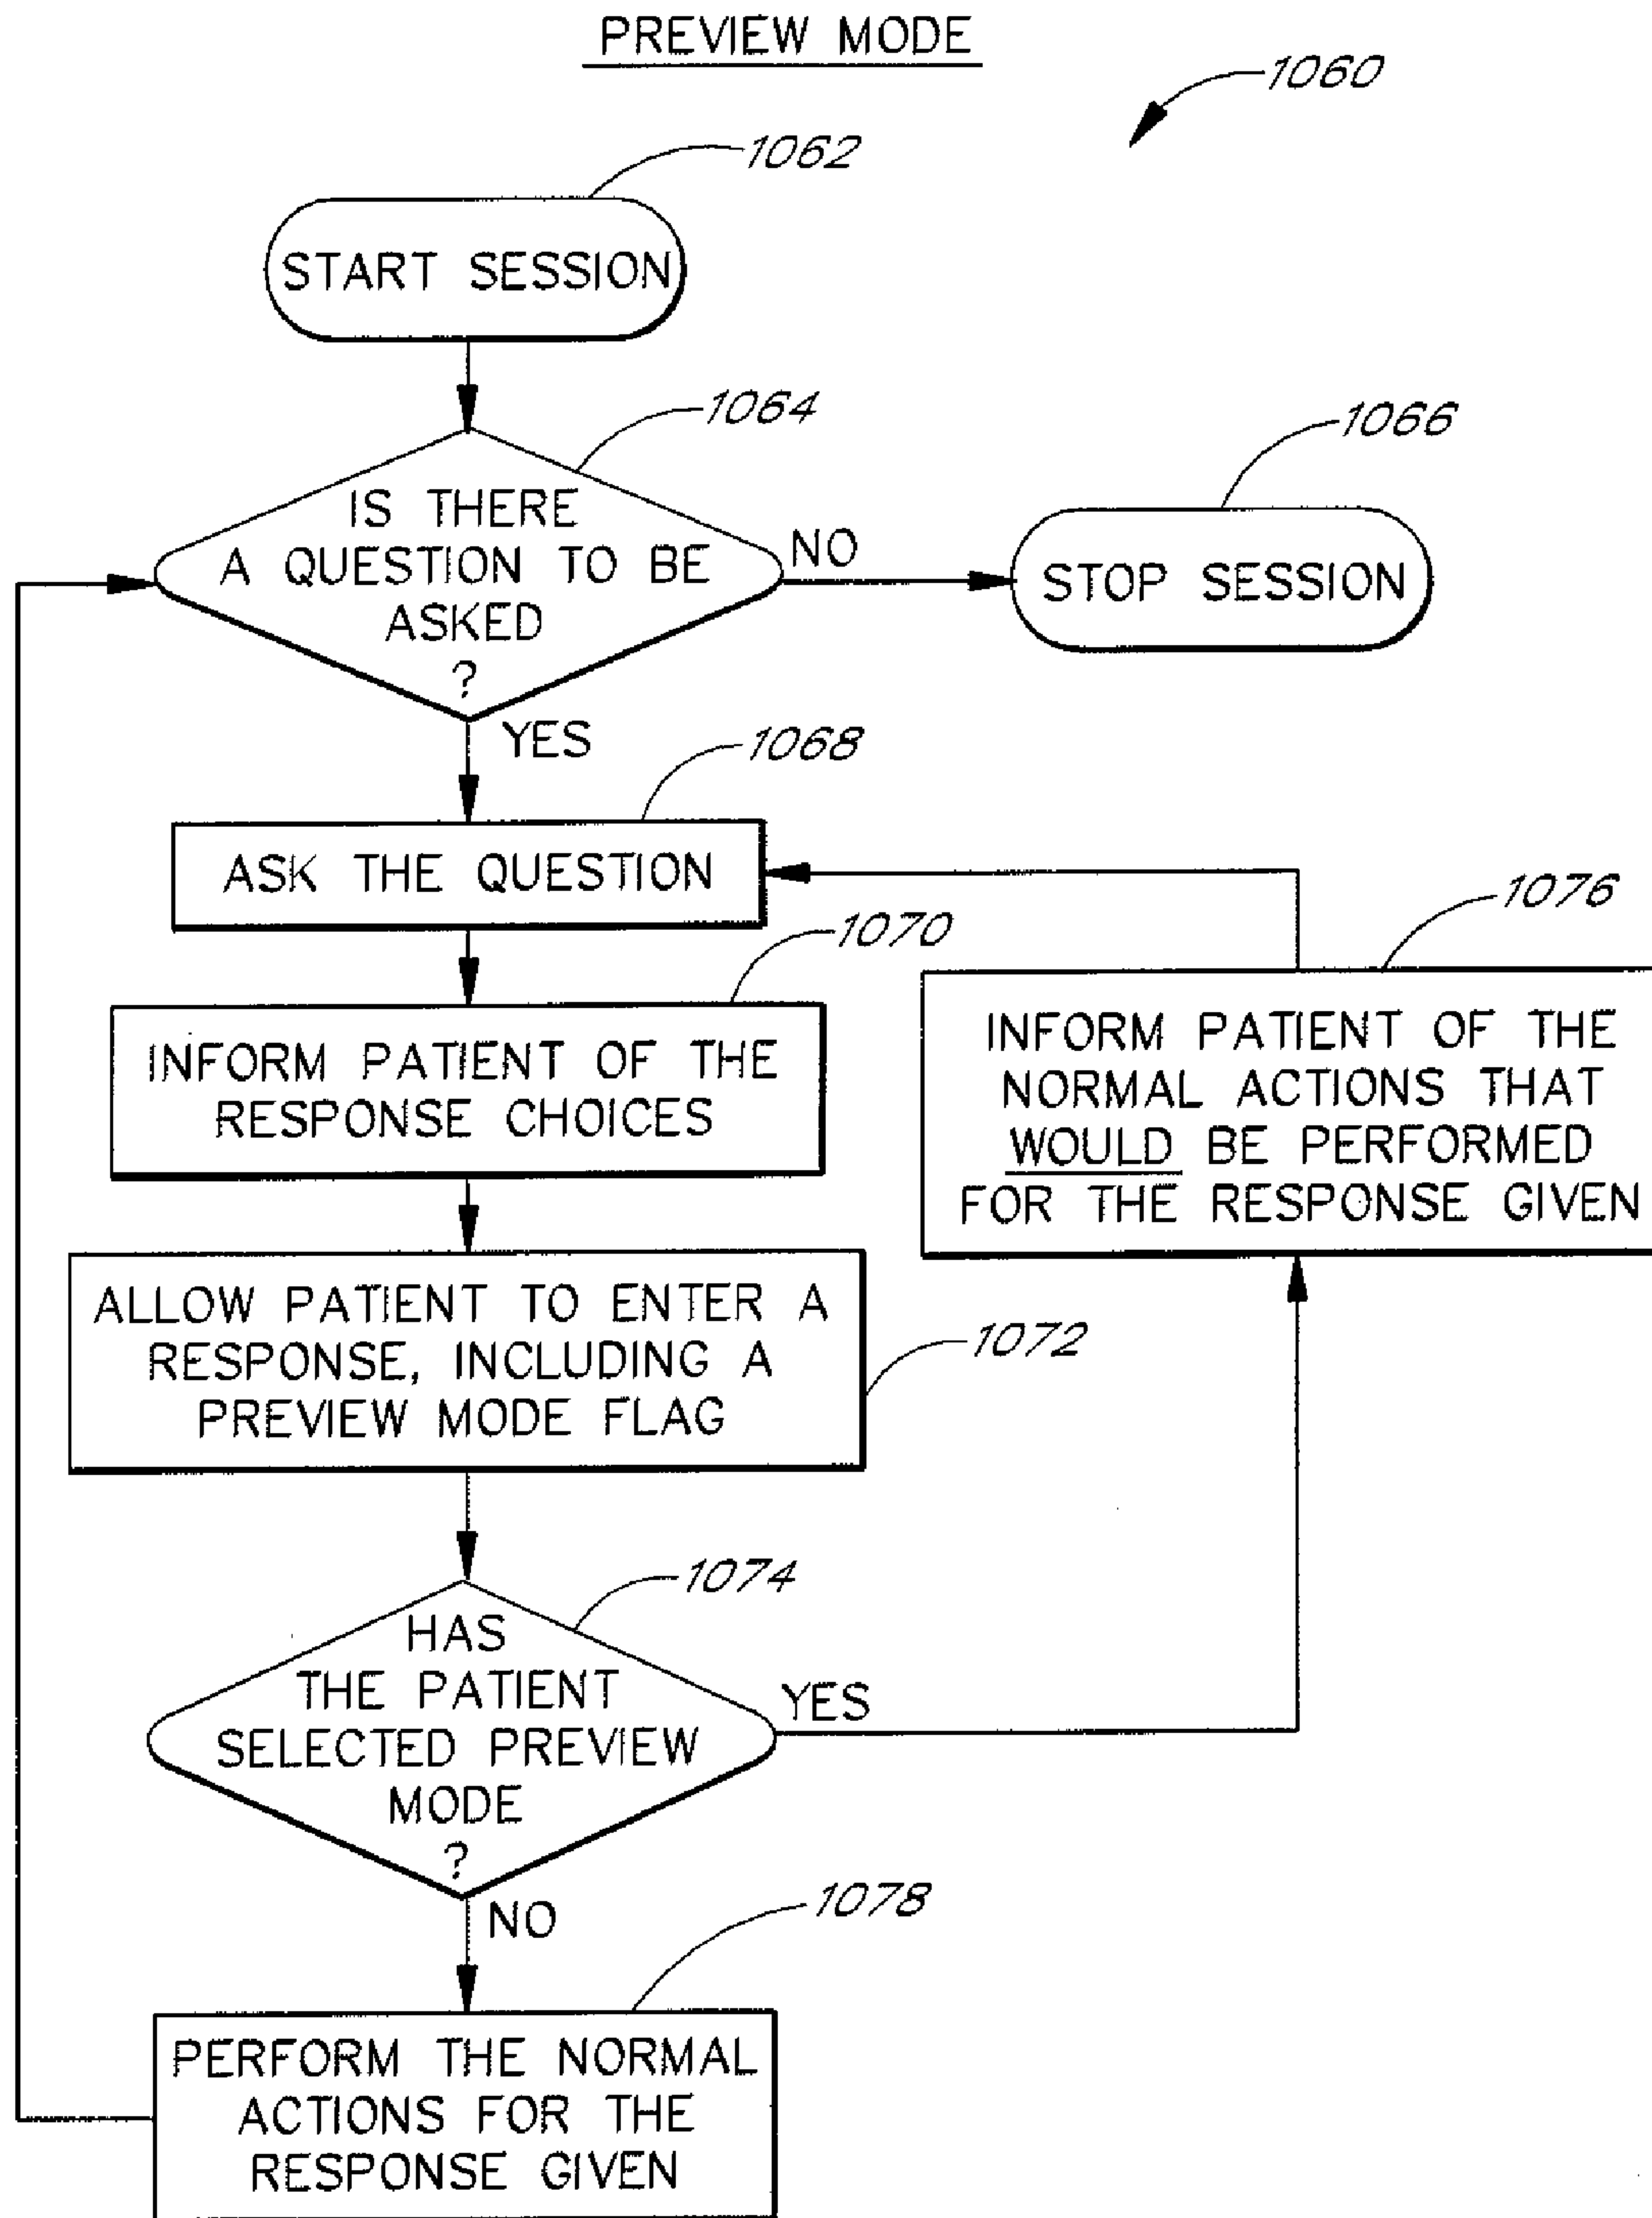 PREVIEW MODE
1060
1062
START SESSION
1064
IS THERE
A QUESTION TO BE
ASKED
?
NO
1066
STOP SESSION
YES
1068
ASK THE QUESTION
1070
INFORM PATIENT OF THE
RESPONSE CHOICES
1076
INFORM PATIENT OF THE
NORMAL ACTIONS THAT
WOULD BE PERFORMED
FOR THE RESPONSE GIVEN
ALLOW PATIENT TO ENTER A
RESPONSE, INCLUDING A
PREVIEW MODE FLAG
1072
1074
HAS
THE PATIENT
SELECTED PREVIEW
MODE
?
YES
NO
1078
PERFORM THE NORMAL
ACTIONS FOR THE
RESPONSE GIVEN